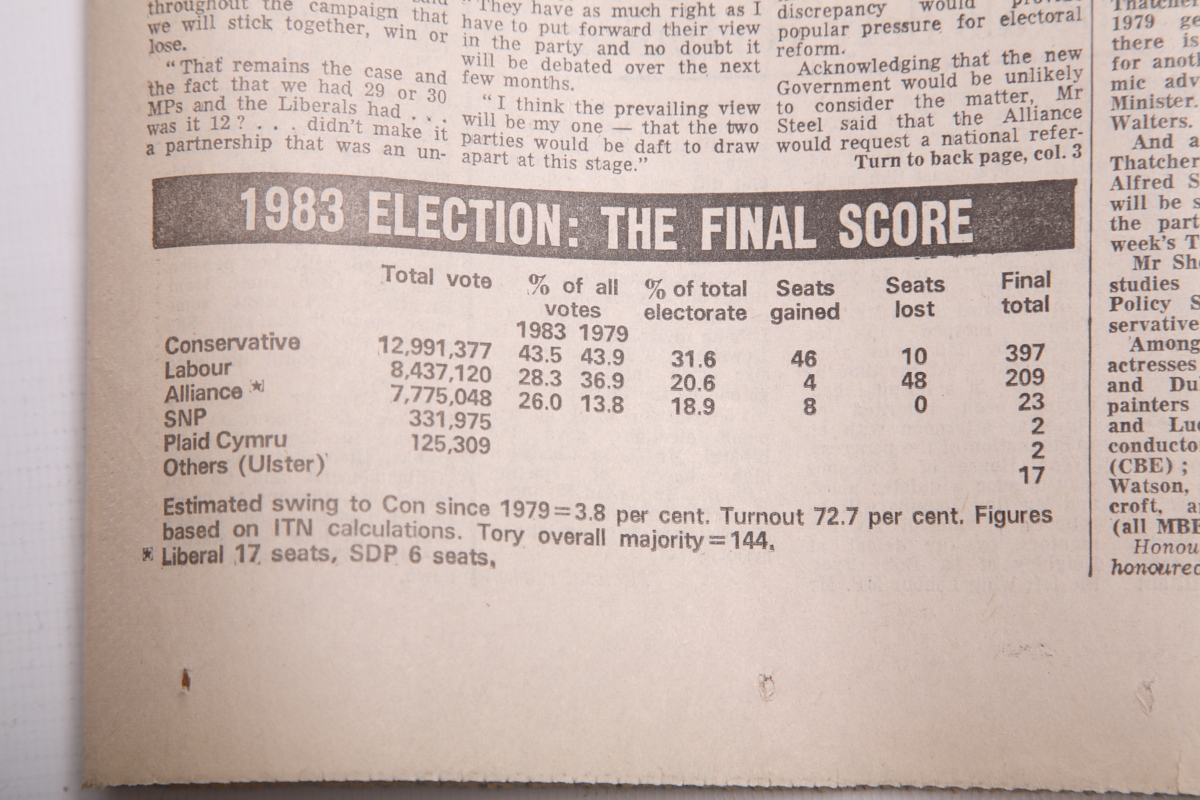 throughout the campaign that
we will stick together, win or
lose.
"That remains the case and
the fact that we had 29 or 30
MPs and the Liberals had . . .
was it 12 ? . . . didn't make it
a partnership that was an un-
"They have as much right as I
have to put forward their view
in the party and no doubt it
will be debated over the next
few months.
"I think the prevailing view
will be my one — that the two
parties would be daft to draw
apart at this stage."
discrepancy would provide
popular pressure for electoral
reform.
Acknowledging that the new
Government would be unlikely
to consider the matter, Mr
Steel said that the Alliance
would request a national refer-
Turn to back page, col. 3
1983 ELECTION: THE FINAL SCORE
Total vote % of all votes % of total electorate Seats gained Seats lost Final total
1983 1979
Conservative 12,991,377 43.5 43.9 31.6 46 10 397
Labour 8,437,120 28.3 36.9 20.6 4 48 209
Alliance * 7,775,048 26.0 13.8 18.9 8 0 23
SNP 331,975 2
Plaid Cymru 125,309 2
Others (Ulster) 17
Estimated swing to Con since 1979=3.8 per cent. Turnout 72.7 per cent. Figures
based on ITN calculations. Tory overall majority=144.
* Liberal 17 seats, SDP 6 seats,
Thatcher
1979 ge
there is
for anoth
mic adv
Minister.
Walters.
And a
Thatcher
Alfred S
will be s
the part
week's T
Mr She
studies
Policy S
servative
Among
actresses
and Du
painters
and Luc
conducto
(CBE) ;
Watson,
croft, a
(all MBE
Honou
honoured